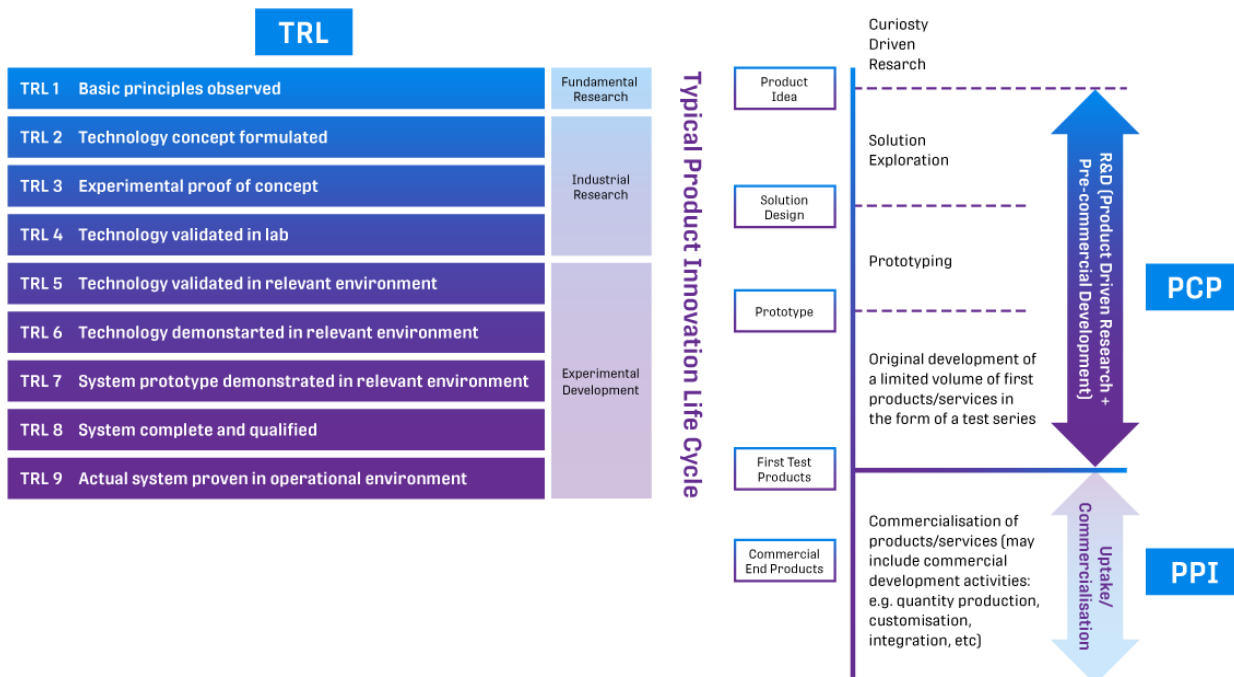 TRL
TRL 1 Basic principles observed
TRL 2 Technology concept formulated
TRL 3 Experimental proof of concept
TRL 4 Technology validated in lab
TRL 5 Technology validated in relevant environment
TRL 6 Technology demonstarted in relevant environment
TRL 7 System prototype demonstrated in relevant environment
TRL 8 System complete and qualified
TRL 9 Actual system proven in operational environment
Fundamental
Research
Industrial
Research
Experimental
Development
Typical Product Innovation Life Cycle
Product
Idea
Solution
Design
Prototype
First Test
Products
Commercial
End Products
Curiosty
Driven
Resarch
Solution
Exploration
Prototyping
Original development of
a limited volume of first
products/services in
the form of a test series
Commercialisation of
products/services (may
include commercial
development activities:
e.g. quantity production,
customisation,
integration, etc)
R&D (Product Driven Research +
Pre-commercial Development)
Uptake/
Commercialisation
PCP
PPI